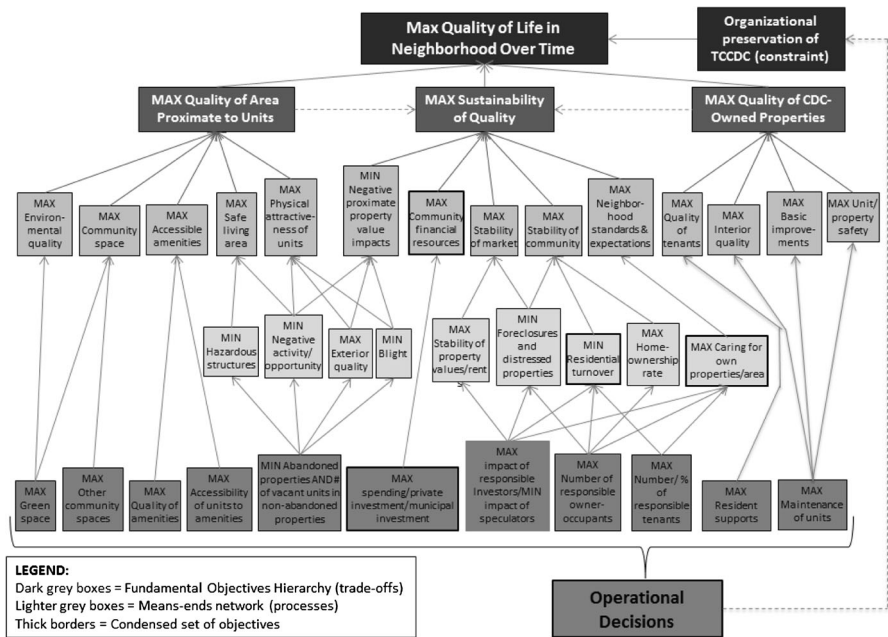 Max Quality of Life in
Neighborhood Over Time
Organizational
preservation of
TCCDC (constraint)
MAX Quality of Area
Proximate to Units
MAX Sustainability
of Quality
MAX Quality of CDC-
Owned Properties
MAX
Environ-
mental
quality
MAX
Community
space
MAX
Accessible
amenities
MAX
Safe
living
area
MAX
Physical
attractive-
ness of
units
MIN
Negative
proximate
property
value
impacts
MAX
Community
financial
resources
MAX
Stability
of market
MAX
Stability of
community
MAX
Neighbor-
hood
standards &
expectations
MAX
Quality of
tenants
MAX
Interior
quality
MAX
Basic
improve-
ments
MAX Unit/
property
safety
MIN
Hazardous
structures
MIN
Negative
activity/
opportunity
MAX
Exterior
quality
MIN
Blight
MAX
Stability of
property
values/rents
MIN
Foreclosures
and
distressed
properties
MIN
Residential
turnover
MAX
Home-
ownership
rate
MAX Caring for
own
properties/area
MAX
Green
space
MAX
Other
community
spaces
MAX
Quality of
amenities
MAX
Accessibility
of units to
amenities
MIN Abandoned
properties AND #
of vacant units in
non-abandoned
properties
MAX
spending/private
investment/municipal
investment
MAX
impact of
responsible
Investors/MIN
impact of
speculators
MAX
Number of
responsible
owner-
occupants
MAX
Number/ %
of
responsible
tenants
MAX
Resident
supports
MAX
Maintenance
of units
LEGEND:
Dark grey boxes = Fundamental Objectives Hierarchy (trade-offs)
Lighter grey boxes = Means-ends network (processes)
Thick borders = Condensed set of objectives
Operational
Decisions